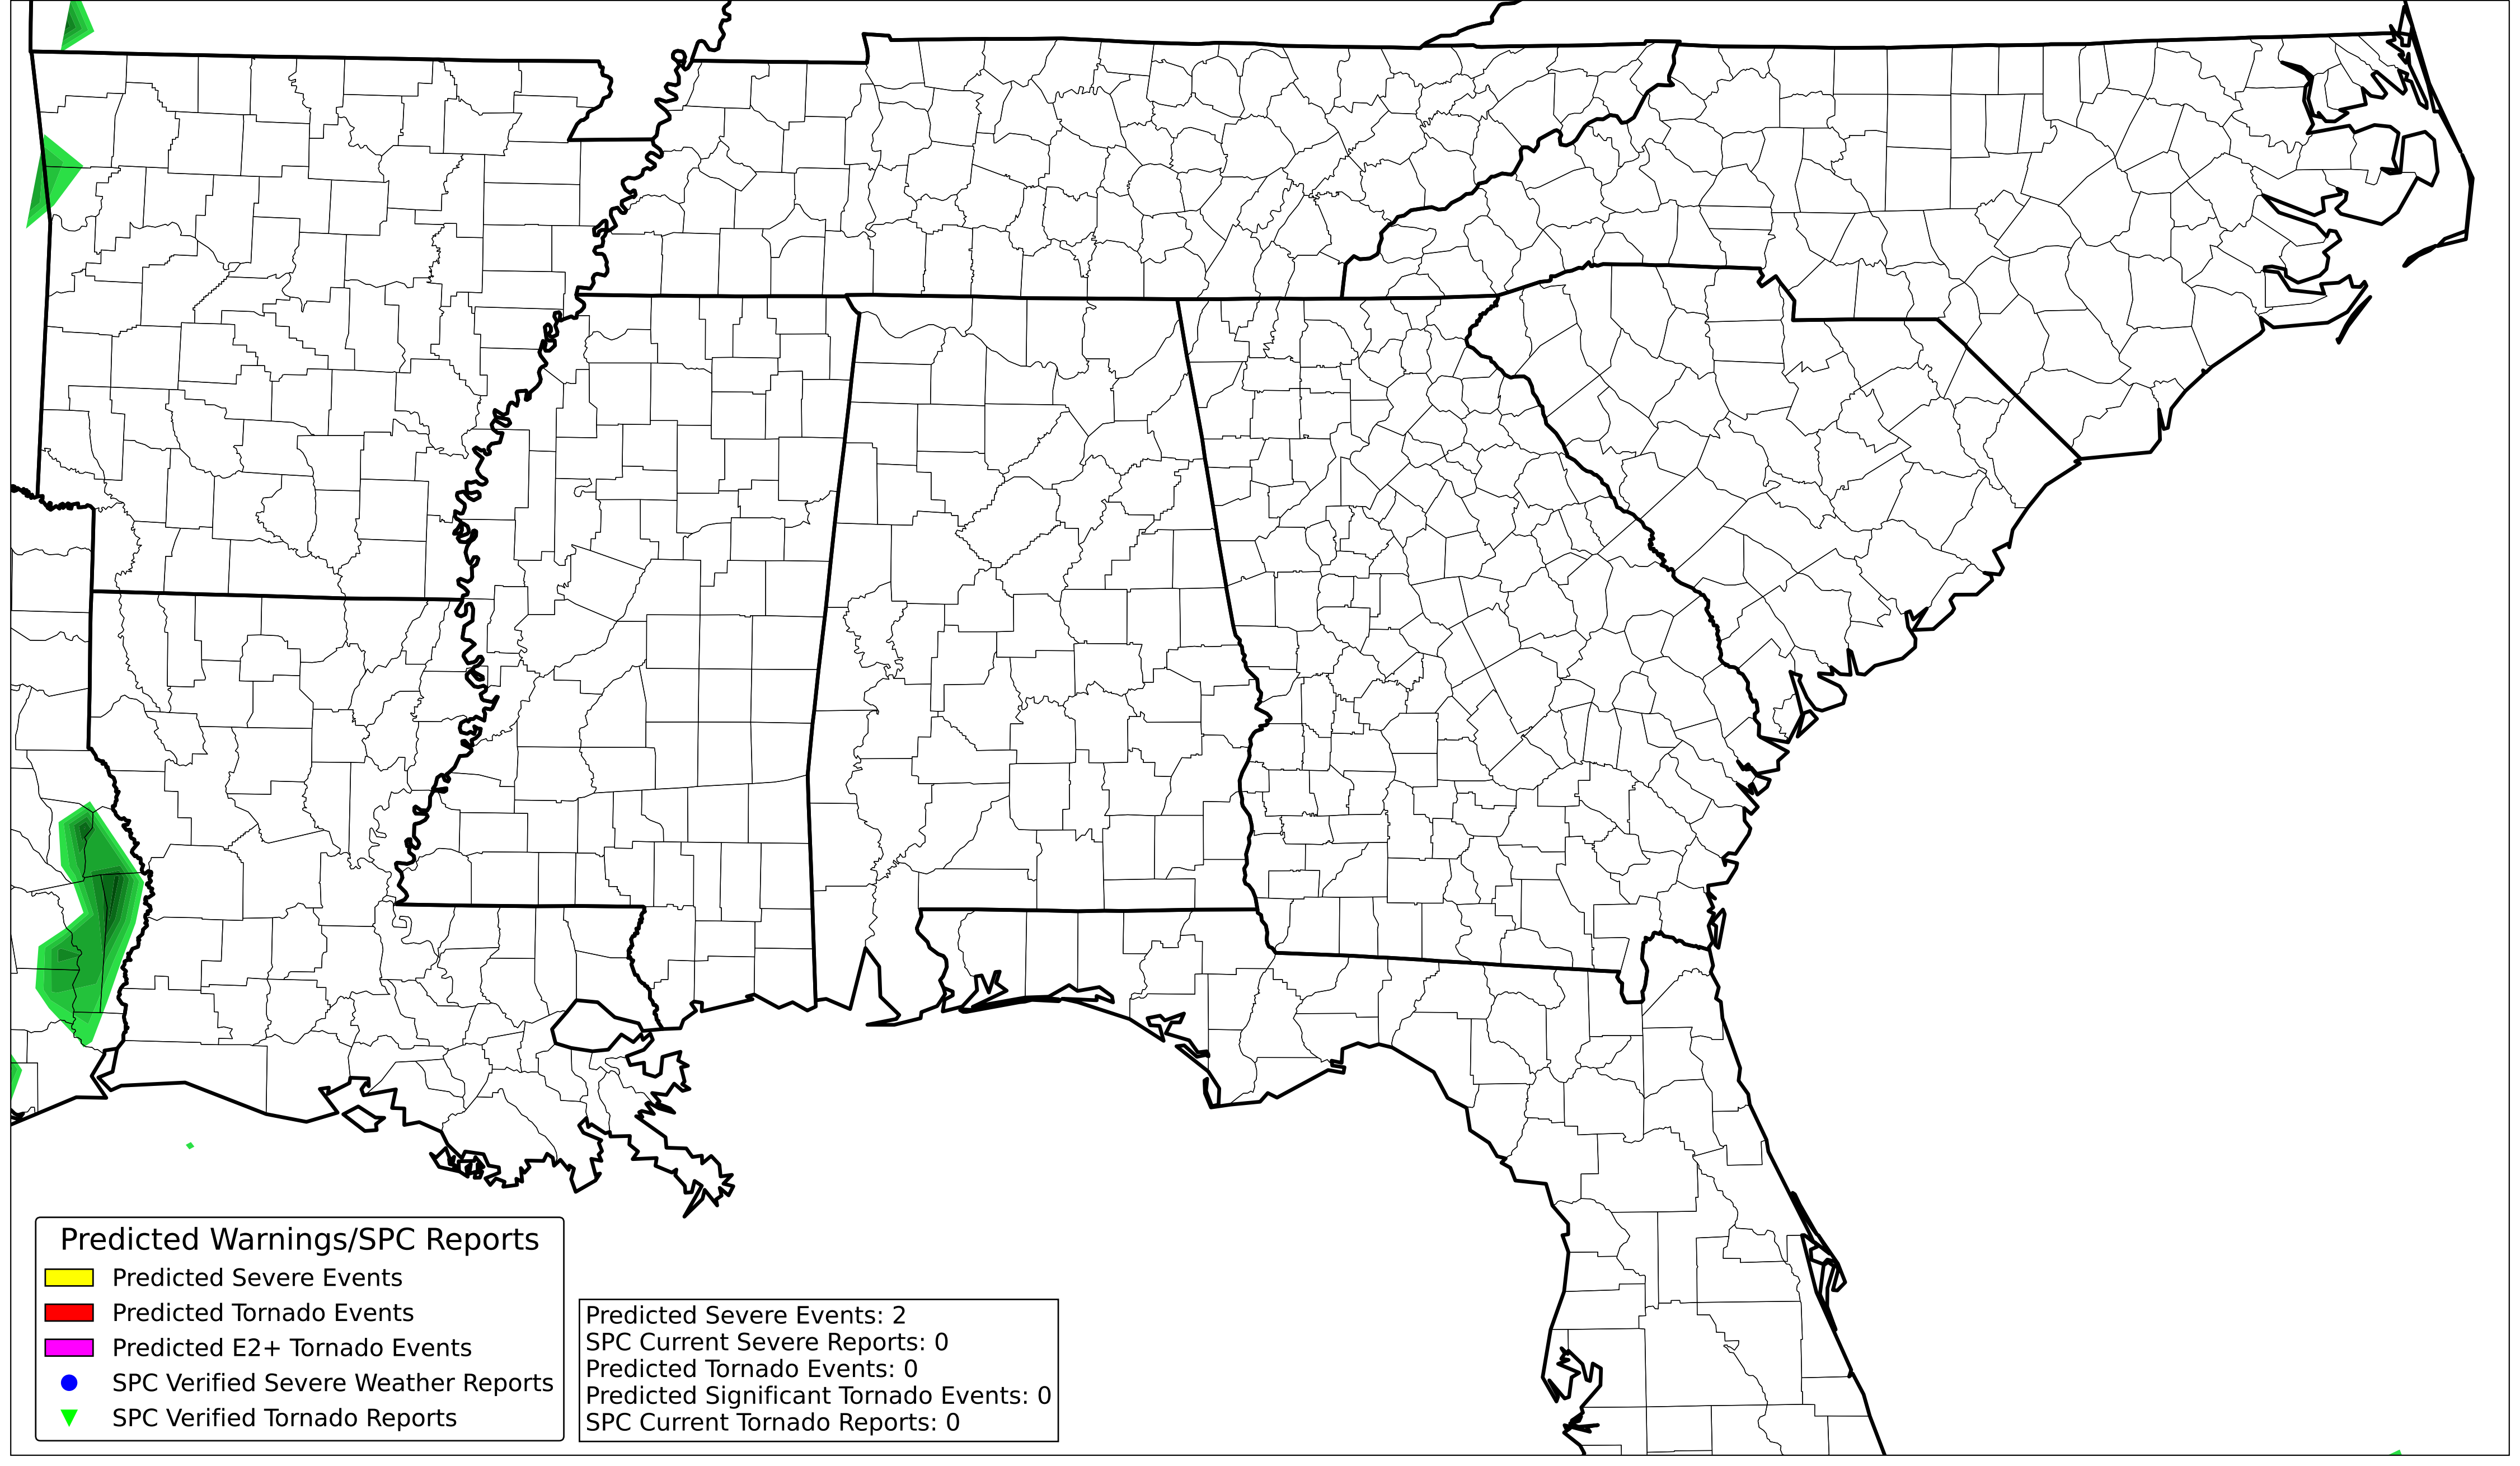 Predicted Warnings/SPC Reports
Predicted Severe Events
Predicted Tornado Events
Predicted E2+ Tornado Events
SPC Verified Severe Weather Reports
SPC Verified Tornado Reports
Predicted Severe Events: 2
SPC Current Severe Reports: 0
Predicted Tornado Events: 0
Predicted Significant Tornado Events: 0
SPC Current Tornado Reports: 0